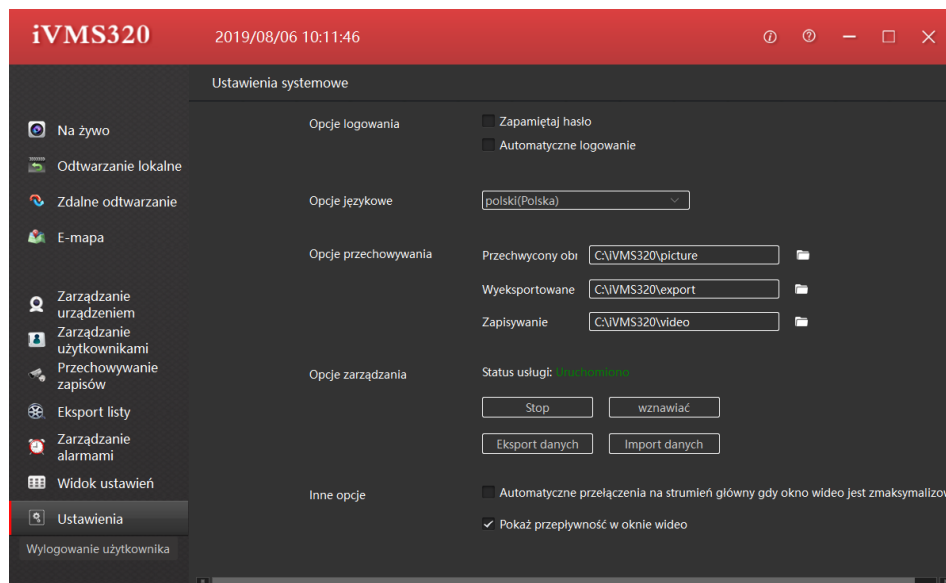 iVMS320
2019/08/06 10:11:46
Na żywo
Odtwarzanie lokalne
Zdalne odtwarzanie
E-mapa
Zarządzanie
urządzeniem
Zarządzanie
użytkownikami
Przechowywanie
zapisów
Eksport listy
Zarządzanie
alarmami
Widok ustawień
Ustawienia
Wylogowanie użytkownika
Ustawienia systemowe
Opcje logowania
Zapamiętaj hasło
Automatyczne logowanie
Opcje językowe
polski(Polska)
Opcje przechowywania
Przechwycony obr C:\iVMS320\picture
Wyeksportowane C:\iVMS320\export
Zapisywanie C:\iVMS320\video
Opcje zarządzania
Status usługi: Uruchomiono
Stop wznawiać
Eksport danych Import danych
Inne opcje
Automatyczne przełączenia na strumień główny gdy okno wideo jest zmaksymalizow
Pokaż przepływność w oknie wideo